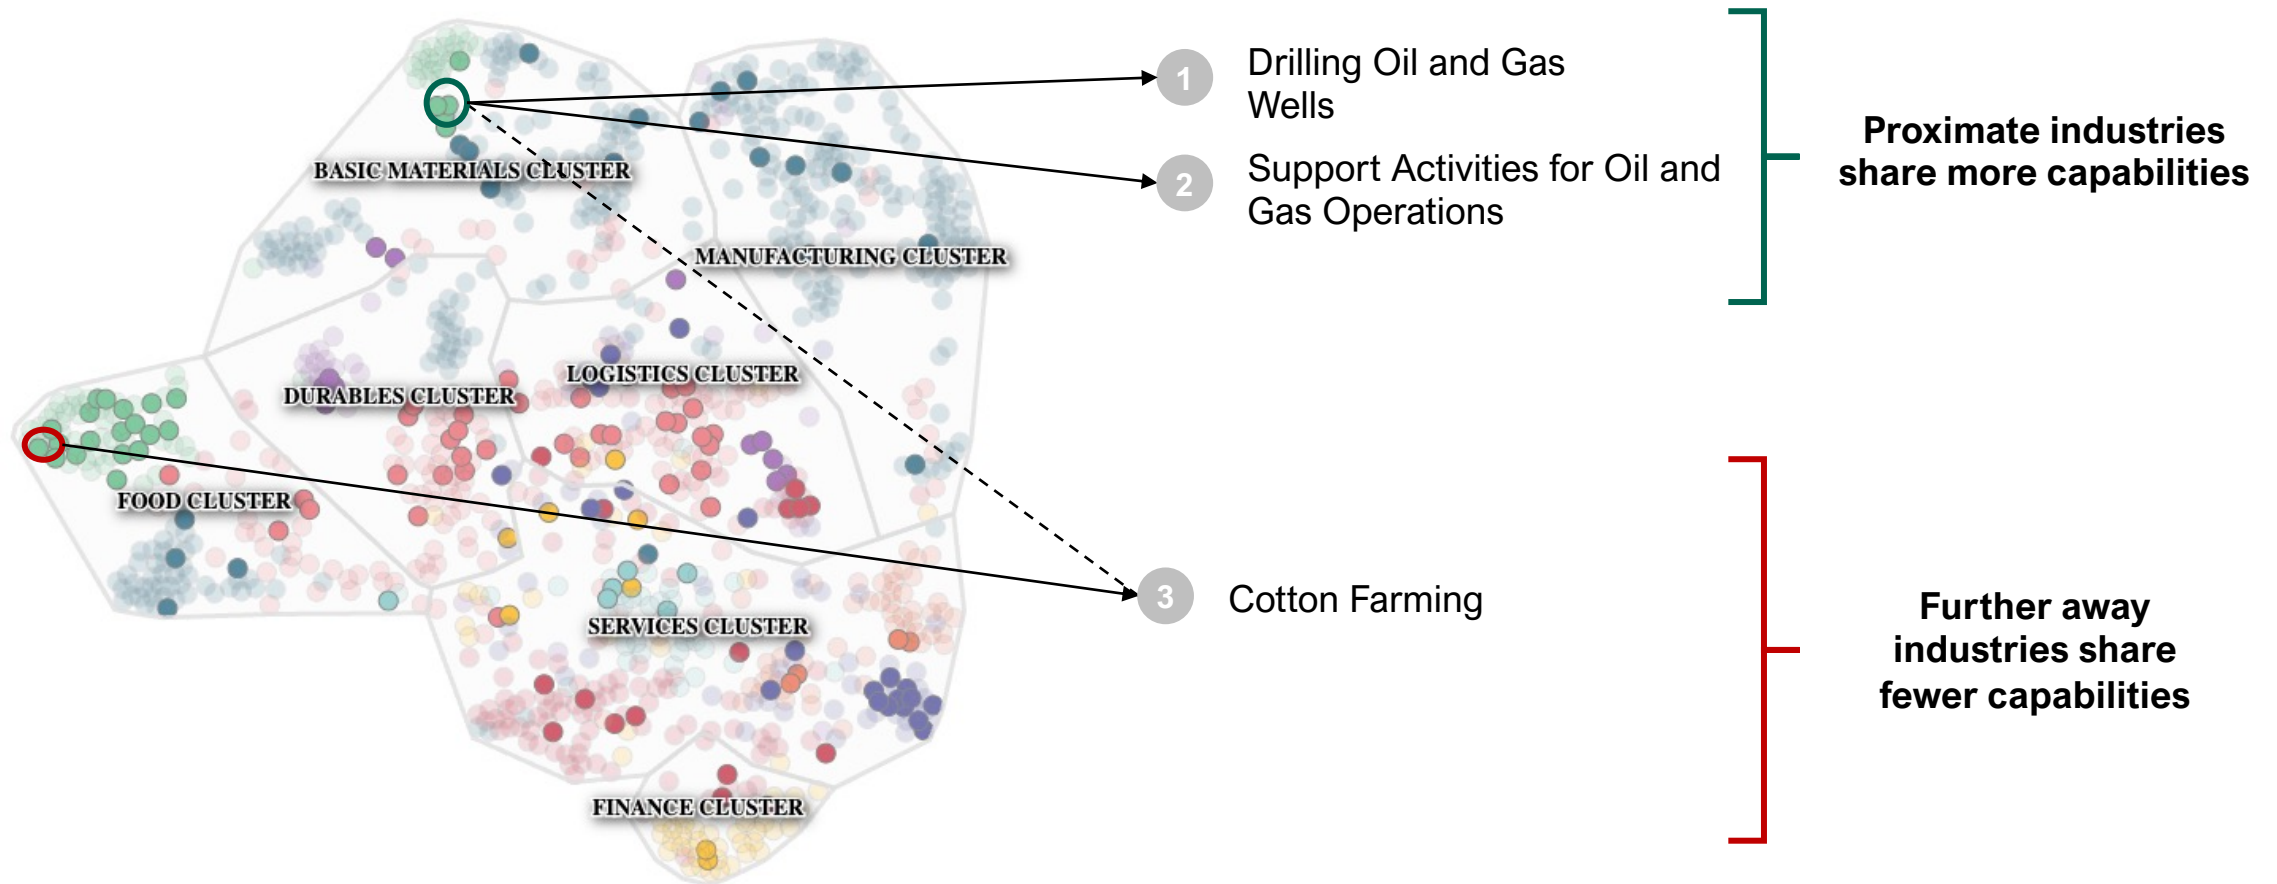 BASIC MATERIALS CLUSTER
MANUFACTURING CLUSTER
LOGISTICS CLUSTER
DURABLES CLUSTER
FOOD CLUSTER
SERVICES CLUSTER
FINANCE CLUSTER
1
Drilling Oil and Gas
Wells
2
Support Activities for Oil and
Gas Operations
Proximate industries
share more capabilities
3
Cotton Farming
Further away
industries share
fewer capabilities